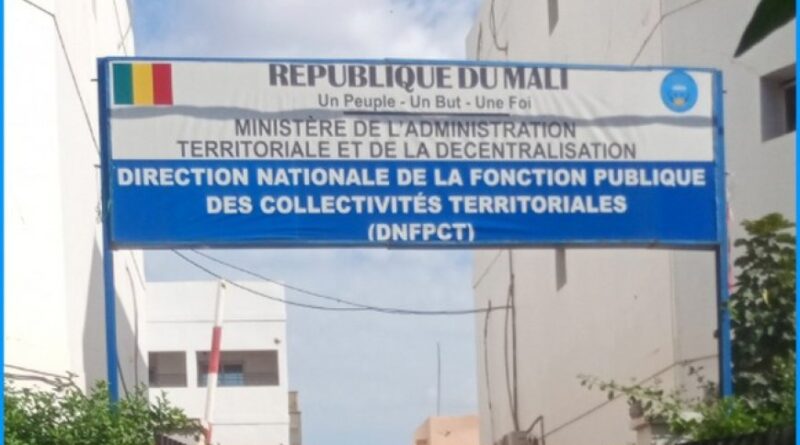 REPUBLIQUE DU MALI
Un Peuple - Un But - Une Foi
MINISTÈRE DE L'ADMINISTRATION
TERRITORIALE ET DE LA DECENTRALISATION
DIRECTION NATIONALE DE LA FONCTION PUBLIQUE
DES COLLECTIVITÉS TERRITORIALES
(DNFPCT)